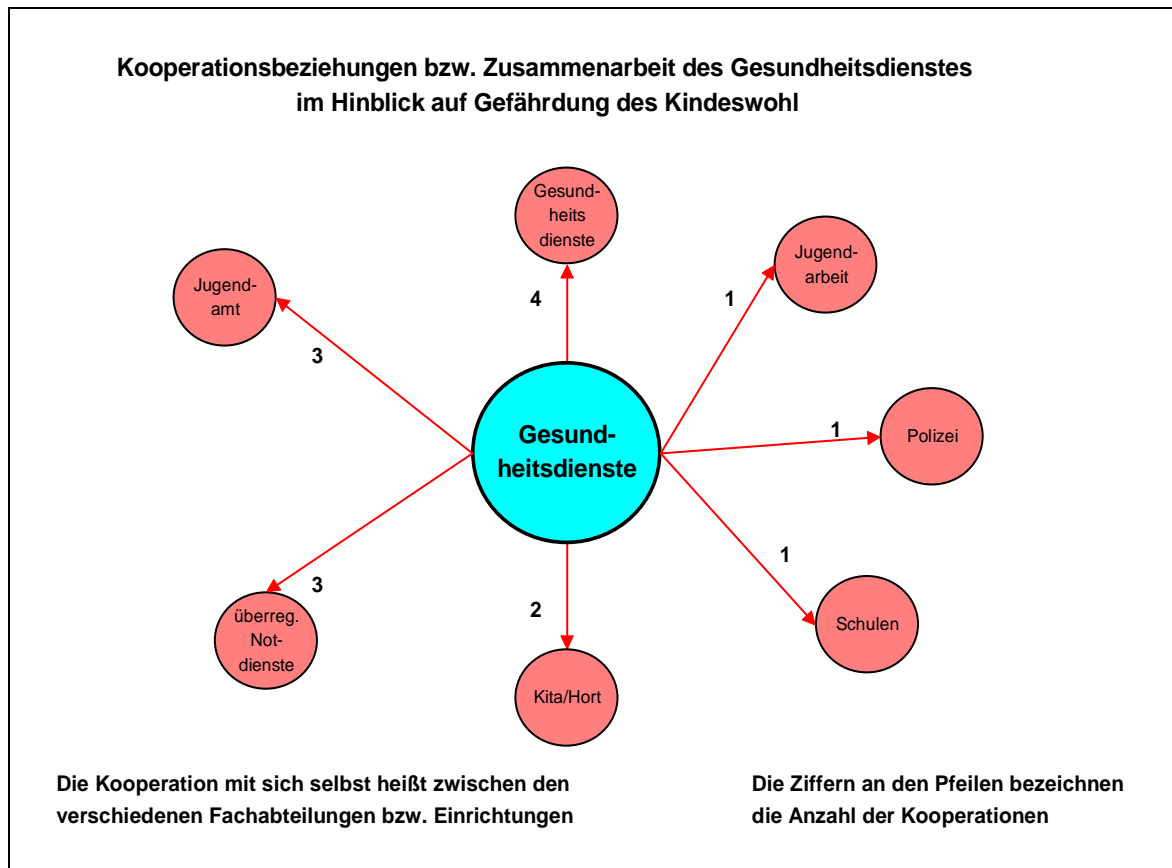 Kooperationsbeziehungen bzw. Zusammenarbeit des Gesundheitsdienstes
im Hinblick auf Gefährdung des Kindeswohl
Gesund-
heits
dienste
Jugend-
arbeit
Jugend-
amt
4
1
3
Gesund-
heitsdienste
1
Polizei
1
3
2
überreg.
Not-
dienste
Schulen
Kita/Hort
Die Kooperation mit sich selbst heißt zwischen den
verschiedenen Fachabteilungen bzw. Einrichtungen
Die Ziffern an den Pfeilen bezeichnen
die Anzahl der Kooperationen